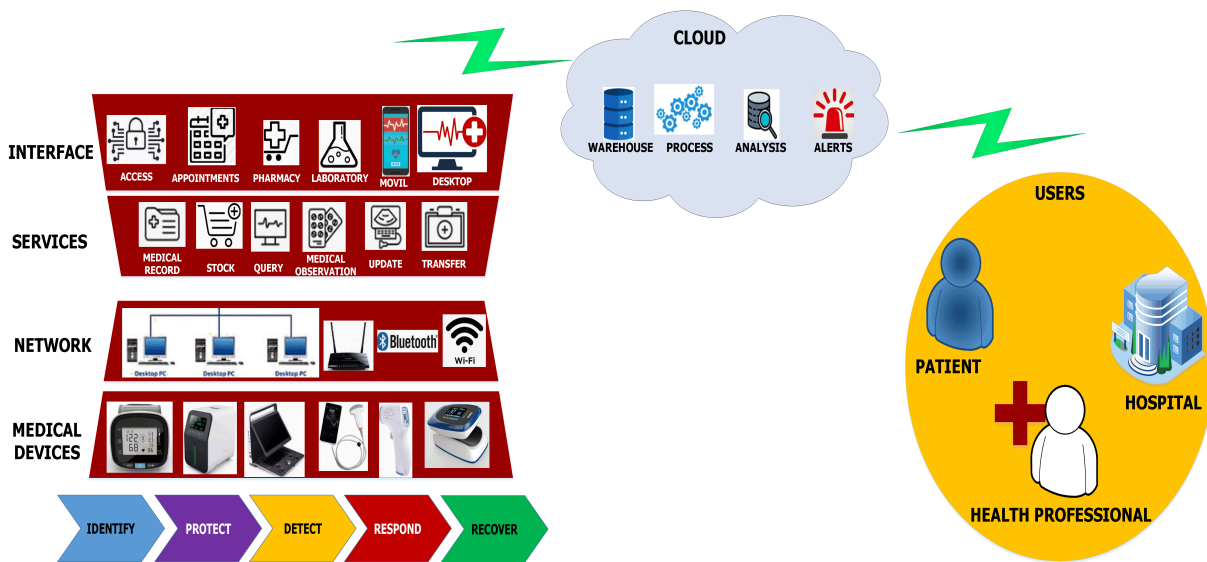 CLOUD
WAREHOUSE
PROCESS
ANALYSIS
ALERTS
INTERFACE
ACCESS
APPOINTMENTS
PHARMACY
LABORATORY
MOVIL
DESKTOP
SERVICES
MEDICAL
RECORD
STOCK
QUERY
MEDICAL
OBSERVATION
UPDATE
TRANSFER
NETWORK
Desktop PC
Desktop PC
Desktop PC
Bluetooth
Wi-Fi
MEDICAL
DEVICES
IDENTIFY
PROTECT
DETECT
RESPOND
RECOVER
USERS
PATIENT
HOSPITAL
HEALTH PROFESSIONAL